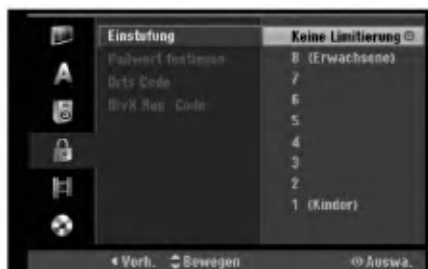 Einstufung
Paßwort festlegen
Orts Code
DivX Reg. Code
Keine Limitierung
8 (Erwachsene)
7
6
5
4
3
2
1 (Kinder)
Vorh. Bewegen Auswa.